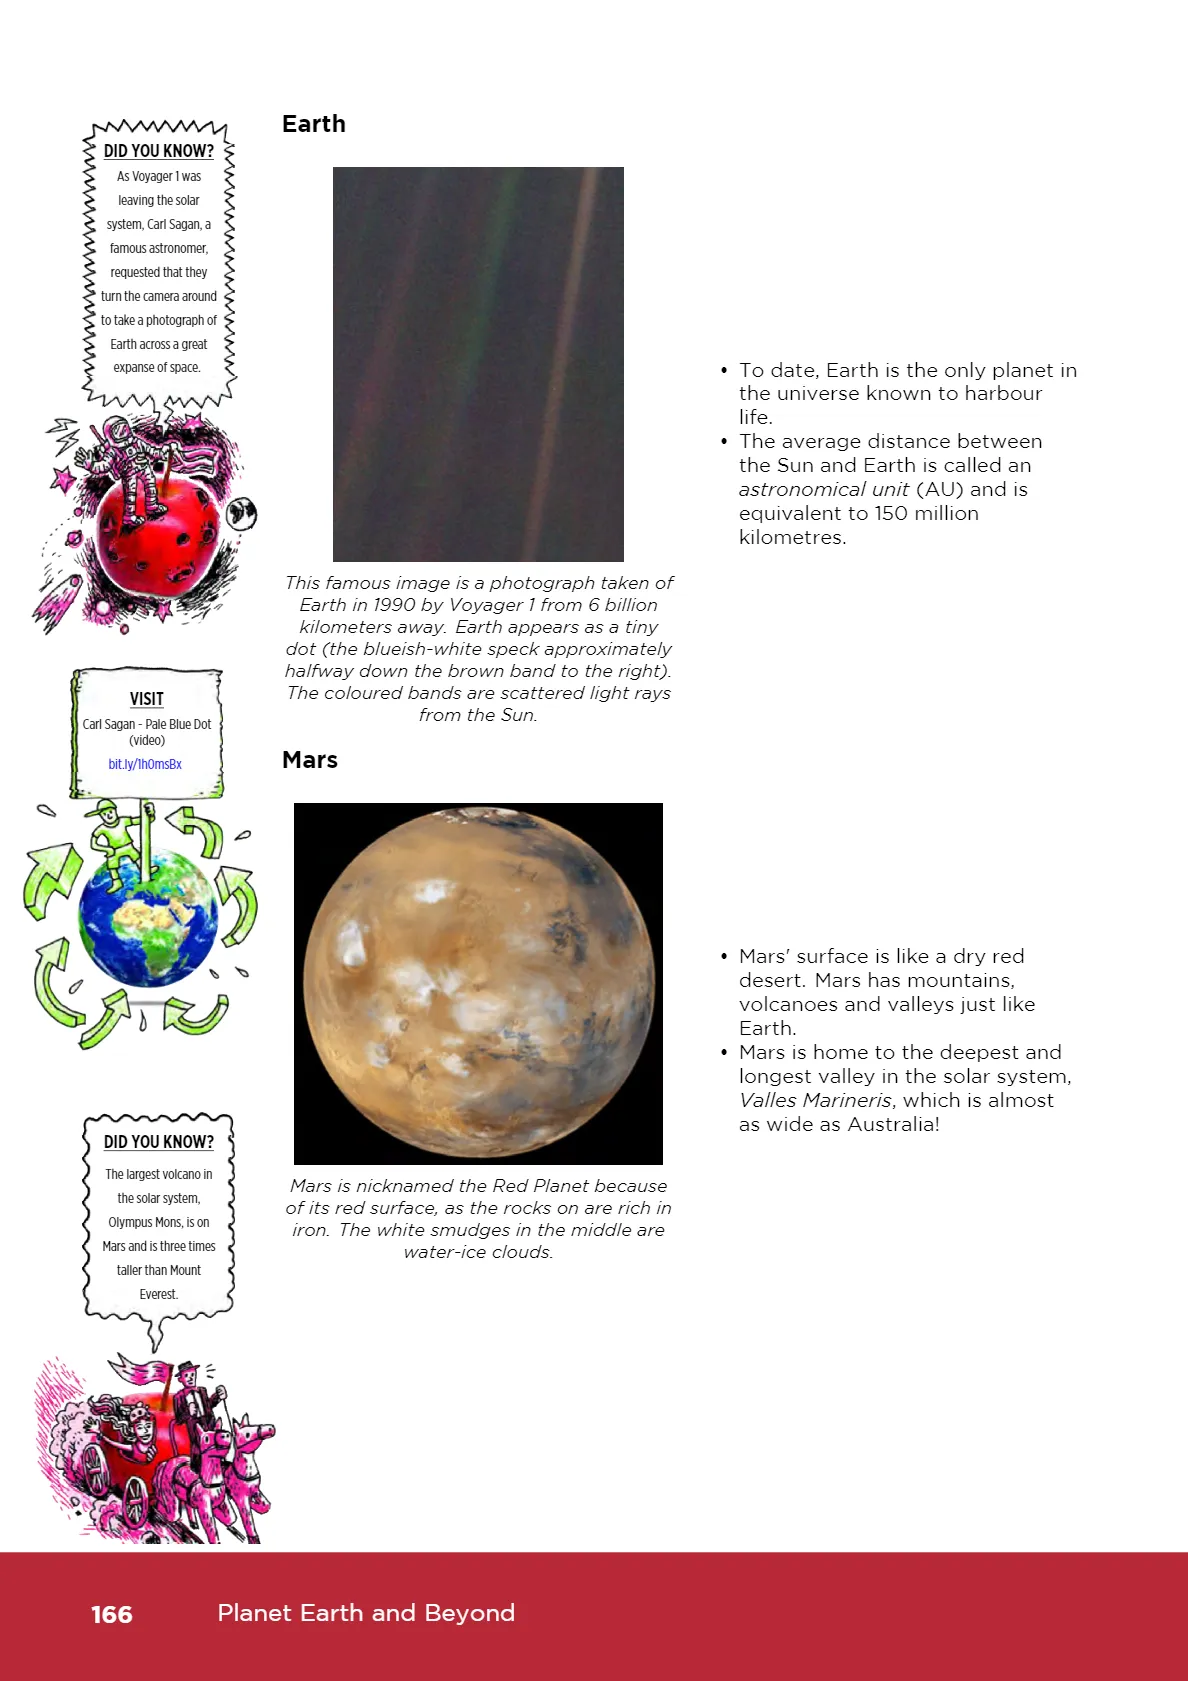 Earth
DID YOU KNOW?
As Voyager 1 was
leaving the solar
system, Carl Sagan, a
famous astronomer,
requested that they
turn the camera around
to take a photograph of
Earth across a great
expanse of space.
• To date, Earth is the only planet in
the universe known to harbour
life.
• The average distance between
the Sun and Earth is called an
astronomical unit (AU) and is
equivalent to 150 million
kilometres.
This famous image is a photograph taken of
Earth in 1990 by Voyager 1 from 6 billion
kilometers away. Earth appears as a tiny
dot (the blueish-white speck approximately
halfway down the brown band to the right).
The coloured bands are scattered light rays
from the Sun.
VISIT
Carl Sagan - Pale Blue Dot
(video)
bit.ly/1h0msBx
Mars
• Mars' surface is like a dry red
desert. Mars has mountains,
volcanoes and valleys just like
Earth.
• Mars is home to the deepest and
longest valley in the solar system,
Valles Marineris, which is almost
as wide as Australia!
Mars is nicknamed the Red Planet because
of its red surface, as the rocks on are rich in
iron. The white smudges in the middle are
water-ice clouds.
DID YOU KNOW?
The largest volcano in
the solar system,
Olympus Mons, is on
Mars and is three times
taller than Mount
Everest.
166 Planet Earth and Beyond